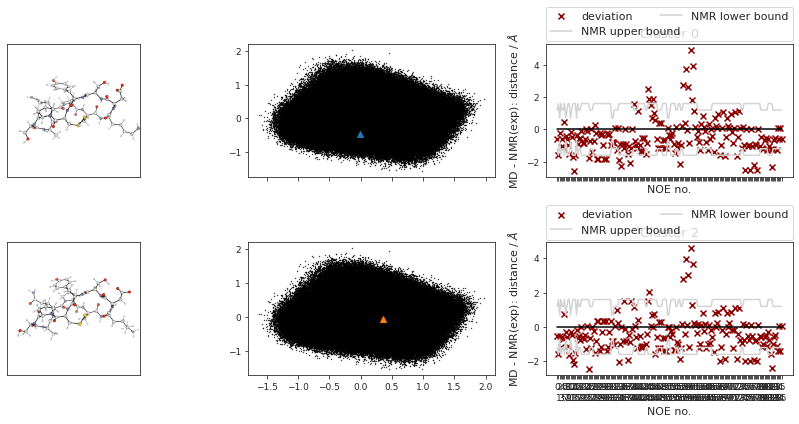 deviation
NMR lower bound
NMR upper bound
Cluster 0
MD - NMR(exp): distance / Å
2
1
0
−1
4
2
0
−2
NOE no.
deviation
NMR lower bound
NMR upper bound
Cluster 2
MD - NMR(exp): distance / Å
2
1
0
−1
−1.5
−1.0
−0.5
0.0
0.5
1.0
1.5
2.0
4
2
0
−2
NOE no.